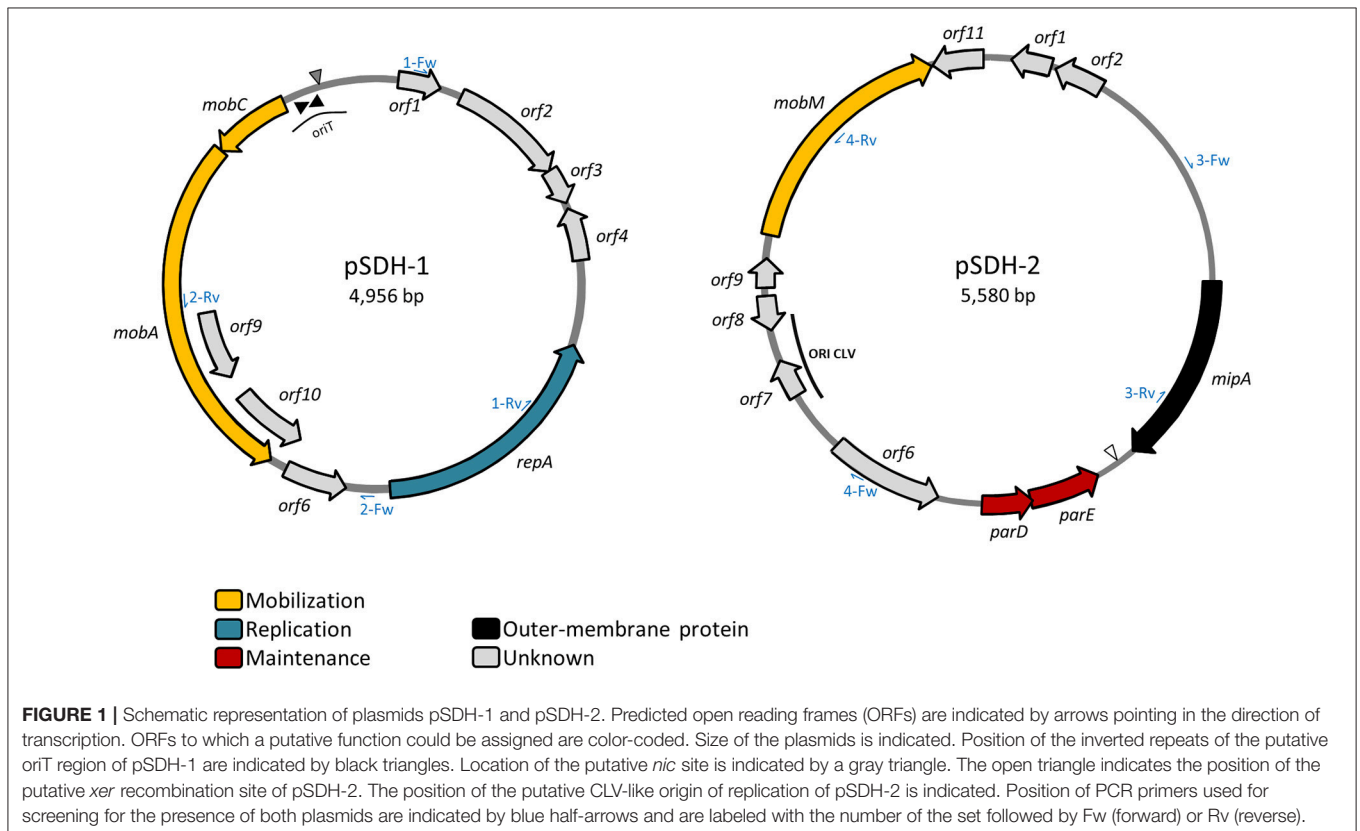 1-Fw
orf1
mobC
oriT
orf2
orf3
orf4
pSDH-1
4,956 bp
2-Rv
orf9
mobA
orf10
1-Rv
repA
orf6
2-Fw
orf11
orf1
orf2
mobM
4-Rv
3-Fw
pSDH-2
5,580 bp
orf9
orf8
ORI CLV
orf7
mipA
3-Rv
orf6
4-Fw
parE
parD
Mobilization
Replication
Maintenance
Outer-membrane protein
Unknown
FIGURE 1 | Schematic representation of plasmids pSDH-1 and pSDH-2. Predicted open reading frames (ORFs) are indicated by arrows pointing in the direction of
transcription. ORFs to which a putative function could be assigned are color-coded. Size of the plasmids is indicated. Position of the inverted repeats of the putative
oriT region of pSDH-1 are indicated by black triangles. Location of the putative nic site is indicated by a gray triangle. The open triangle indicates the position of the
putative xer recombination site of pSDH-2. The position of the putative CLV-like origin of replication of pSDH-2 is indicated. Position of PCR primers used for
screening for the presence of both plasmids are indicated by blue half-arrows and are labeled with the number of the set followed by Fw (forward) or Rv (reverse).